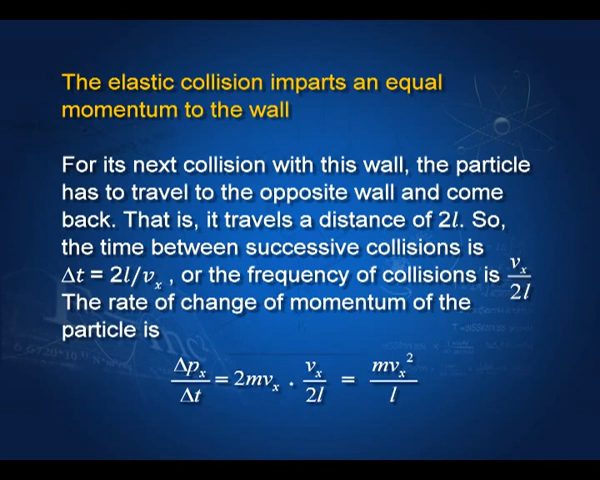 The elastic collision imparts an equal
momentum to the wall
For its next collision with this wall, the particle
has to travel to the opposite wall and come
back. That is, it travels a distance of 2l. So,
the time between successive collisions is
Δt = 2l/vₓ , or the frequency of collisions is vₓ/2l
The rate of change of momentum of the
particle is
Δpₓ/Δt = 2mvₓ . vₓ/2l = mvₓ²/l